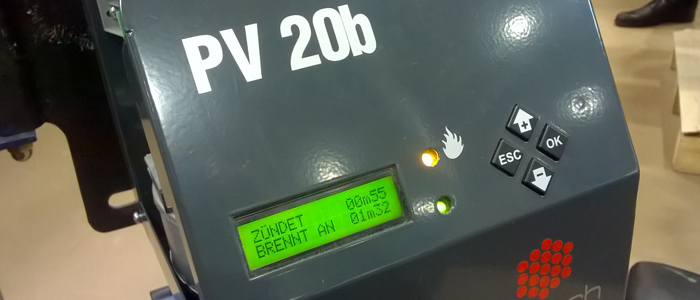 PV 20b
ZÜNDET 00m55
BRENNT AN 01m32
+
ESC
OK
-